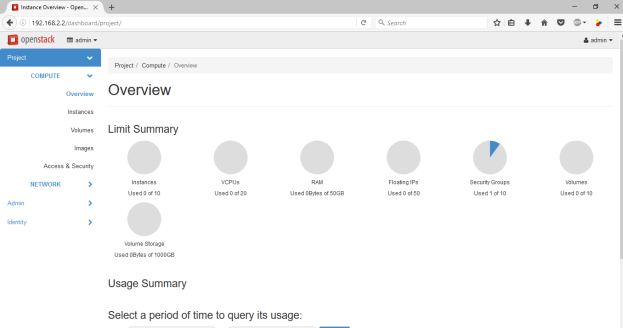 Instance Overview - Open...
192.168.2.2/dashboard/project/
Search
openstack
admin
admin
Project
COMPUTE
Overview
Instances
Volumes
Images
Access & Security
NETWORK
Admin
Identity
Project / Compute / Overview
Overview
Limit Summary
Instances
Used 0 of 10
VCPUs
Used 0 of 20
RAM
Used 0Bytes of 50GB
Floating IPs
Used 0 of 50
Security Groups
Used 1 of 10
Volumes
Used 0 of 10
Volume Storage
Used 0Bytes of 1000GB
Usage Summary
Select a period of time to query its usage: